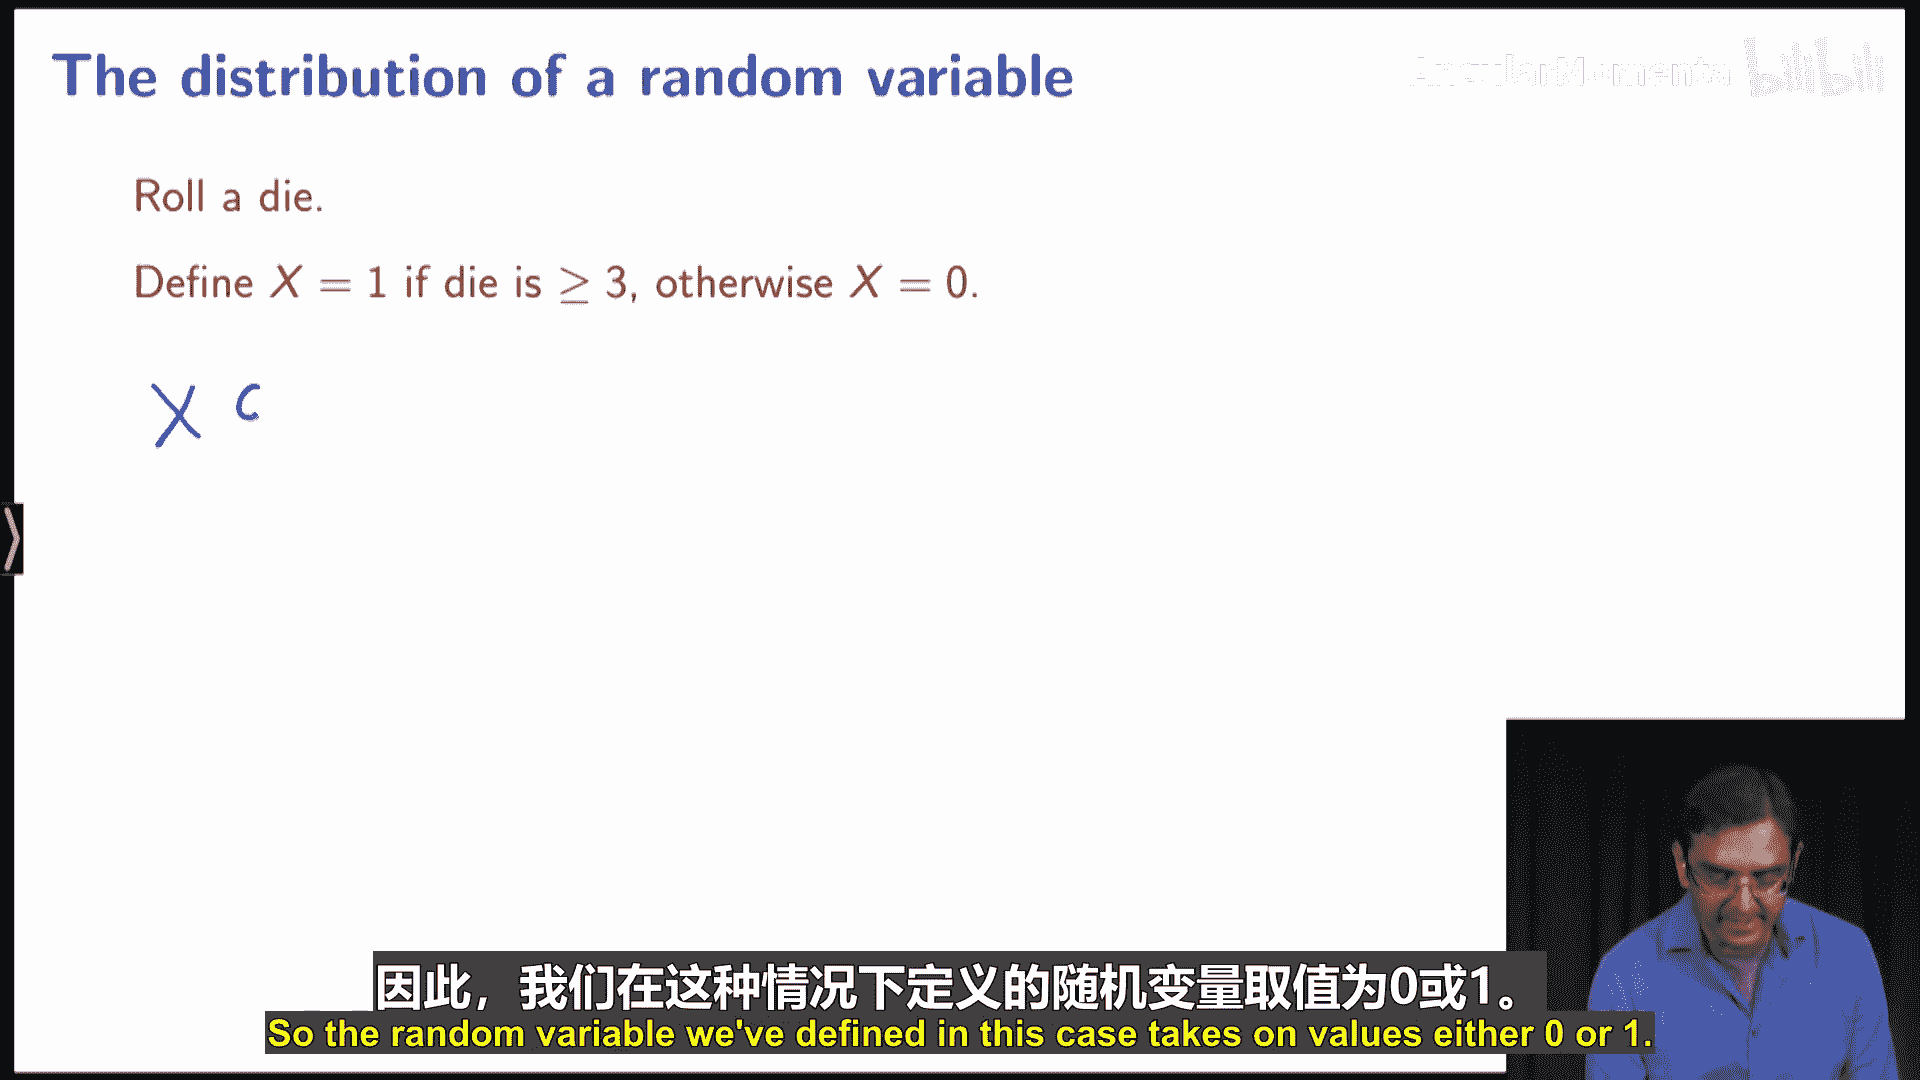 The distribution of a random variable
bilibili
Roll a die.
Define X = 1 if die is ≥ 3, otherwise X = 0.
X
因此，我们在这种情况下定义的随机变量取值为0或1。
So the random variable we've defined in this case takes on values either 0 or 1.